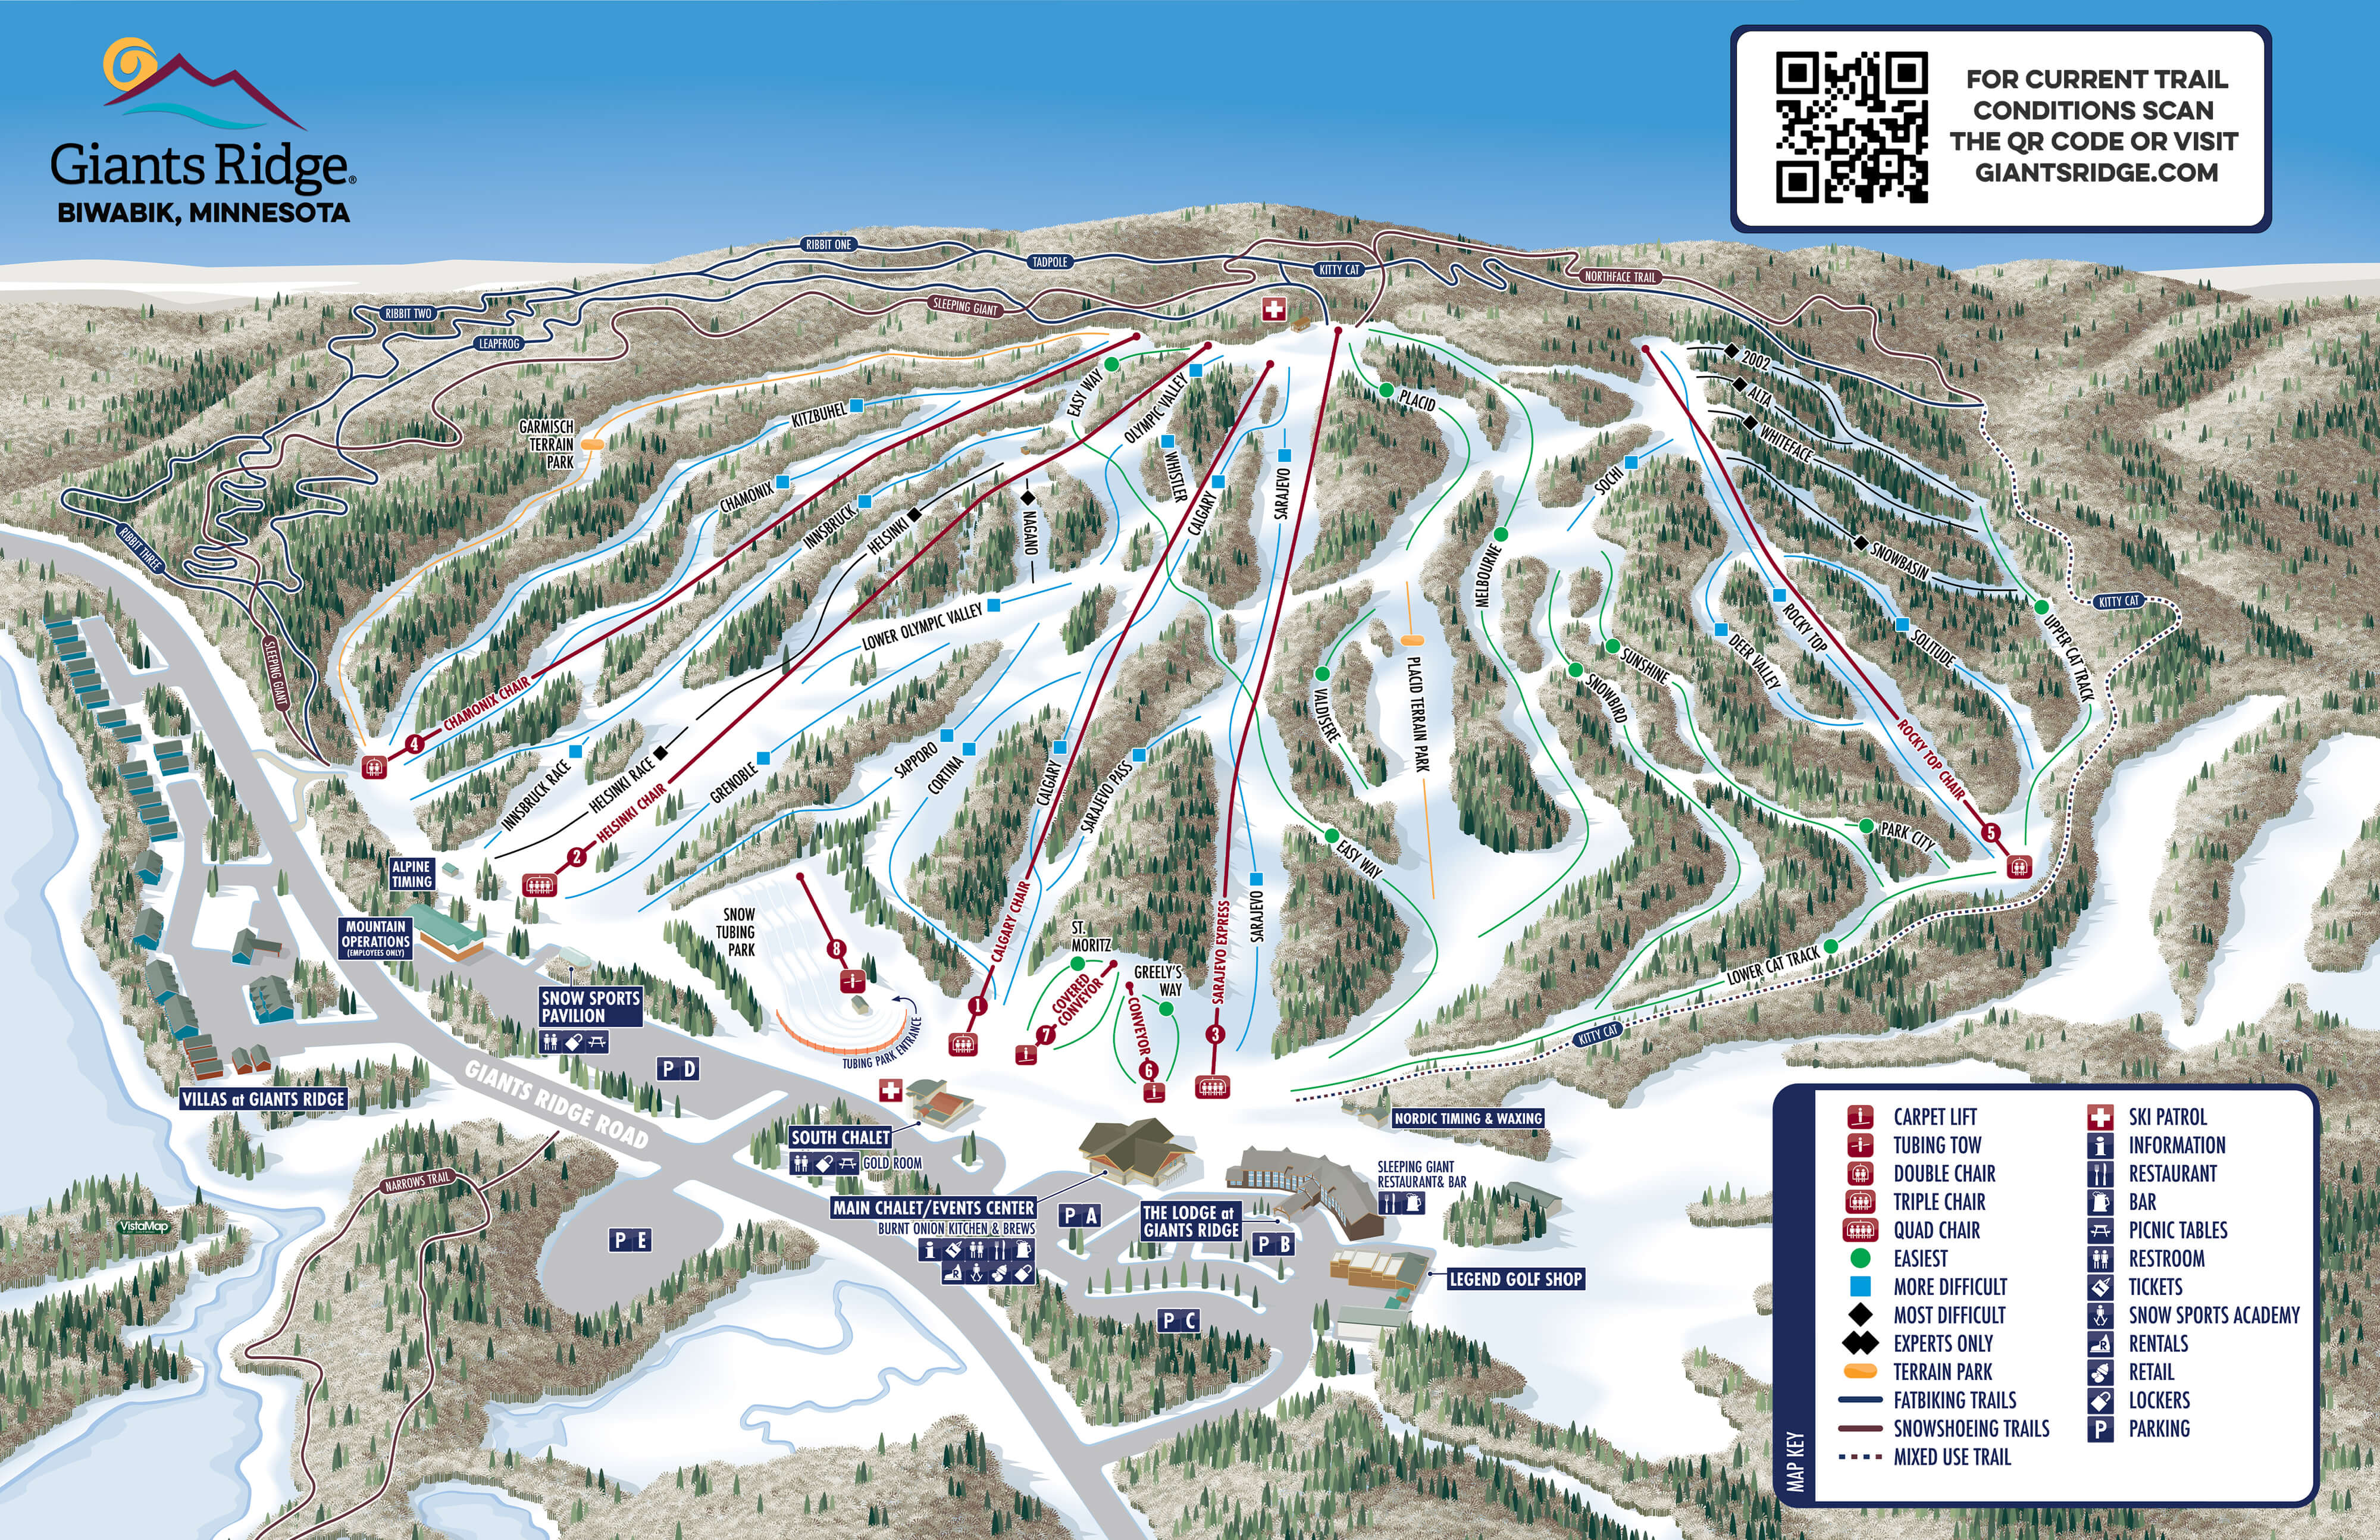 Giants Ridge®
BIWABIK, MINNESOTA
FOR CURRENT TRAIL
CONDITIONS SCAN
THE QR CODE OR VISIT
GIANTSRIDGE.COM
RIBBIT ONE
TADPOLE
KITTY CAT
NORTHFACE TRAIL
RIBBIT TWO
SLEEPING GIANT
LEAPFROG
RIBBIT THREE
SLEEPING GIANT
GARMISCH
TERRAIN
PARK
KITZBUHEL
CHAMONIX
INNSBRUCK
HELSINKI
NAGANO
EASY WAY
OLYMPIC VALLEY
WHISTLER
CALGARY
SARAJEVO
PLACID
MELBOURNE
SOCHI
2002
ALTA
WHITEFACE
SNOWBASIN
UPPER CAT TRACK
KITTY CAT
LOWER OLYMPIC VALLEY
VALD'ISERE
PLACID TERRAIN PARK
SUNSHINE
SNOWBIRD
DEER VALLEY
ROCKY TOP
SOLITUDE
ROCKY TOP CHAIR
5
PARK CITY
4
CHAMONIX CHAIR
INNSBRUCK RACE
HELSINKI RACE
2
HELSINKI CHAIR
GRENOBLE
SAPPORO
CORTINA
CALGARY
SARAJEVO PASS
EASY WAY
SARAJEVO
1
CALGARY CHAIR
3
SARAJEVO EXPRESS
LOWER CAT TRACK
KITTY CAT
SNOW
TUBING
PARK
8
TUBING PARK ENTRANCE
ST.
MORITZ
7
COVERED
CONVEYOR
GREELY'S
WAY
CONVEYOR
6
ALPINE
TIMING
MOUNTAIN
OPERATIONS
(EMPLOYEES ONLY)
SNOW SPORTS
PAVILION
VILLAS at GIANTS RIDGE
GIANTS RIDGE ROAD
P D
SOUTH CHALET
GOLD ROOM
MAIN CHALET/EVENTS CENTER
BURNT ONION KITCHEN & BREWS
P A
THE LODGE at
GIANTS RIDGE
P B
P C
P E
NORDIC TIMING & WAXING
SLEEPING GIANT
RESTAURANT& BAR
LEGEND GOLF SHOP
NARROWS TRAIL
VistaMap
MAP KEY
CARPET LIFT
TUBING TOW
DOUBLE CHAIR
TRIPLE CHAIR
QUAD CHAIR
EASIEST
MORE DIFFICULT
MOST DIFFICULT
EXPERTS ONLY
TERRAIN PARK
FATBIKING TRAILS
SNOWSHOEING TRAILS
MIXED USE TRAIL
SKI PATROL
INFORMATION
RESTAURANT
BAR
PICNIC TABLES
RESTROOM
TICKETS
SNOW SPORTS ACADEMY
R RENTALS
RETAIL
LOCKERS
P PARKING